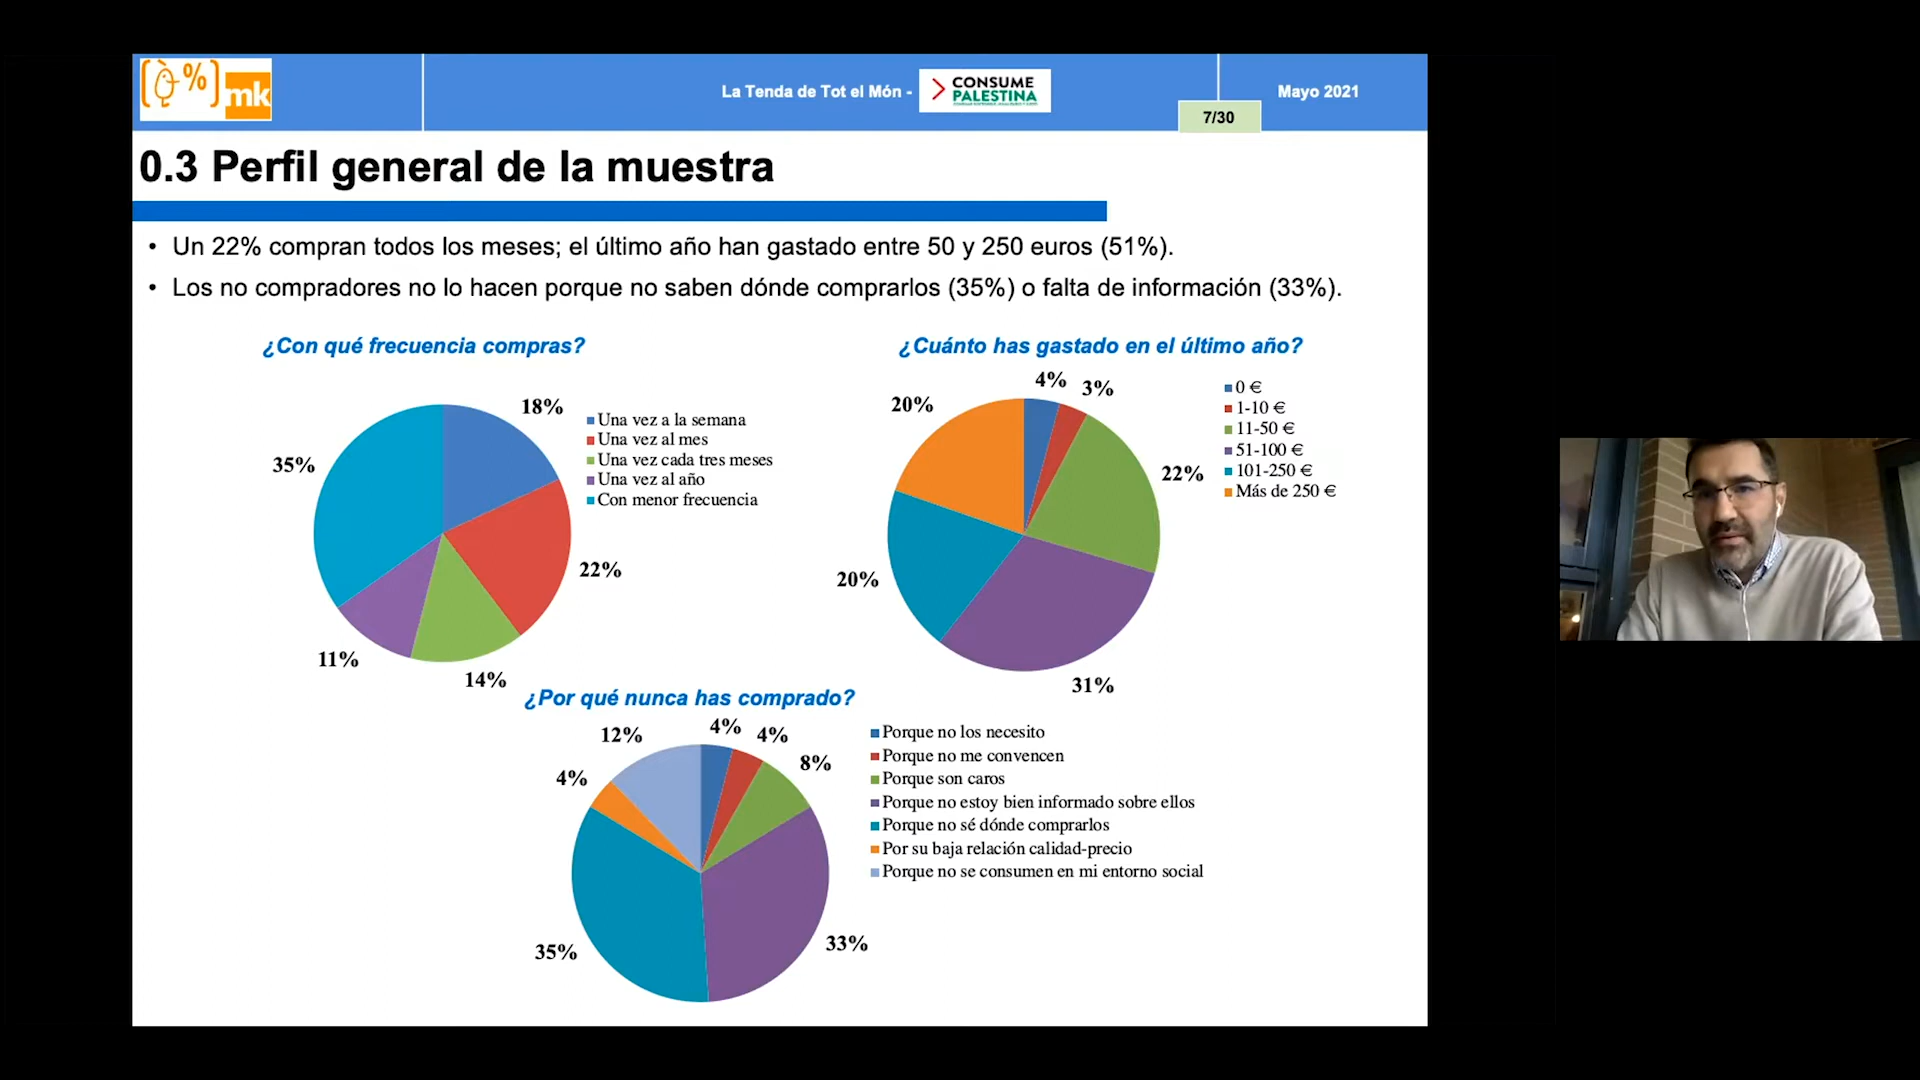 mk
La Tenda de Tot el Món -
CONSUME
PALESTINA
Mayo 2021
7/30
0.3 Perfil general de la muestra
• Un 22% compran todos los meses; el último año han gastado entre 50 y 250 euros (51%).
• Los no compradores no lo hacen porque no saben dónde comprarlos (35%) o falta de información (33%).
¿Con qué frecuencia compras?
18%
22%
14%
11%
35%
Una vez a la semana
Una vez al mes
Una vez cada tres meses
Una vez al año
Con menor frecuencia
¿Cuánto has gastado en el último año?
4%
3%
22%
31%
20%
20%
0 €
1-10 €
11-50 €
51-100 €
101-250 €
Más de 250 €
¿Por qué nunca has comprado?
4%
4%
8%
33%
35%
4%
12%
Porque no los necesito
Porque no me convencen
Porque son caros
Porque no estoy bien informado sobre ellos
Porque no sé dónde comprarlos
Por su baja relación calidad-precio
Porque no se consumen en mi entorno social